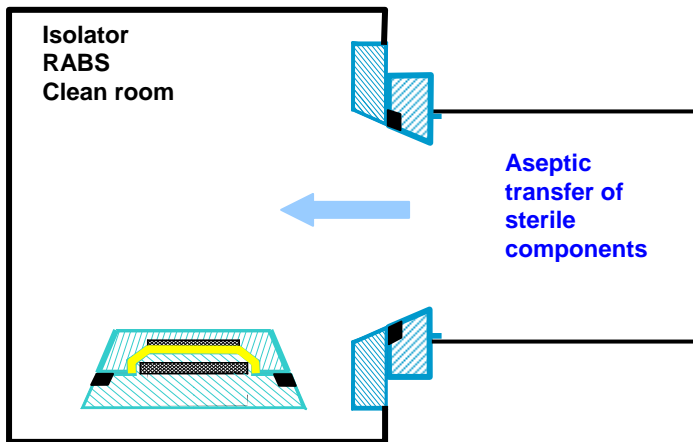 Isolator
RABS
Clean room
Aseptic
transfer of
sterile
components